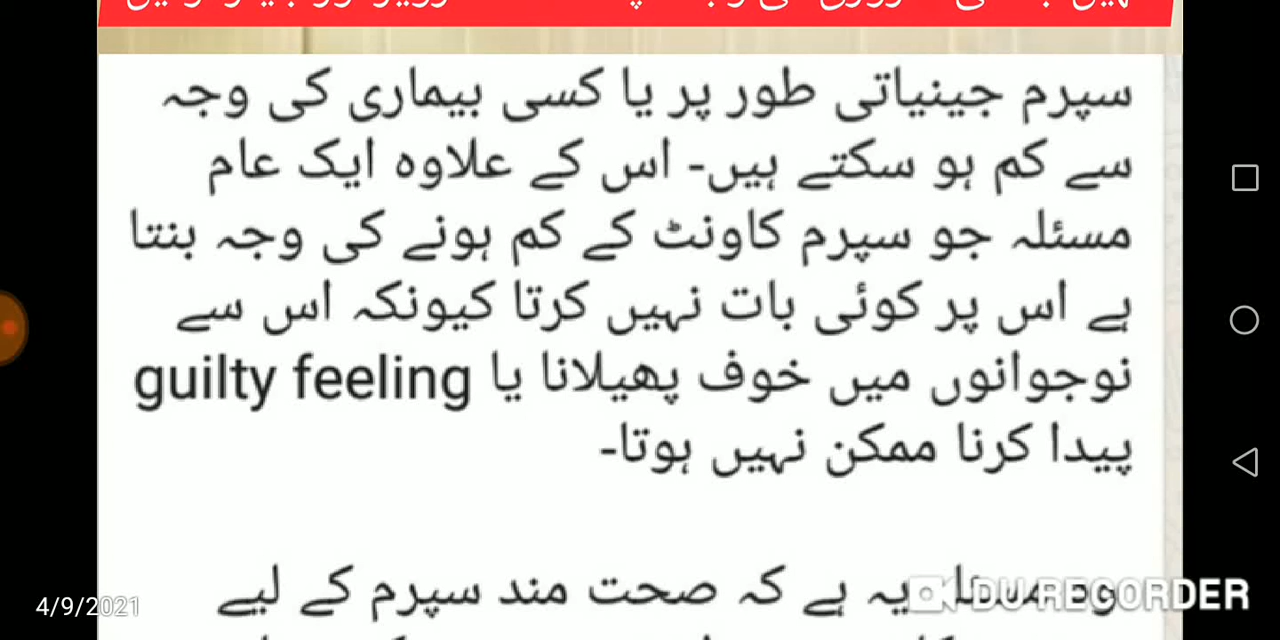 سپرم جینیاتی طور پر یا کسی بیماری کی وجہ
سے کم ہو سکتے ہیں- اس کے علاوہ ایک عام
مسئلہ جو سپرم کاونٹ کے کم ہونے کی وجہ بنتا
ہے اس پر کوئی بات نہیں کرتا کیونکہ اس سے
نوجوانوں میں خوف پھیلانا یا guilty feeling
پیدا کرنا ممکن نہیں ہوتا-
وہ مسئلہ یہ ہے کہ صحت مند سپرم کے لیے
DU RECORDER
4/9/2021